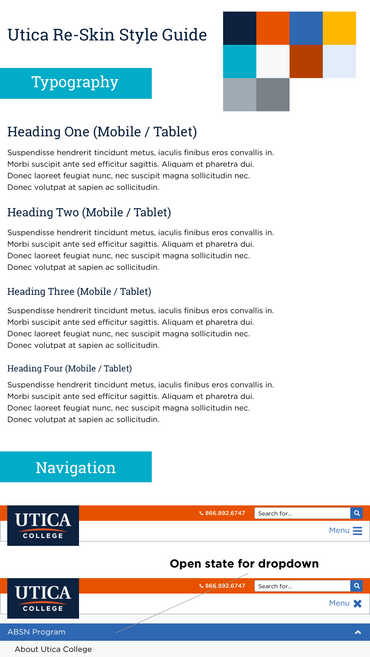 Utica Re-Skin Style Guide
Typography
Heading One (Mobile / Tablet)
Suspendisse hendrerit tincidunt metus, iaculis finibus eros convallis in.
Morbi suscipit ante sed efficitur sagittis. Aliquam et pharetra dui.
Donec laoreet feugiat nunc, nec suscipit magna sollicitudin nec.
Donec volutpat at sapien ac sollicitudin.
Heading Two (Mobile / Tablet)
Suspendisse hendrerit tincidunt metus, iaculis finibus eros convallis in.
Morbi suscipit ante sed efficitur sagittis. Aliquam et pharetra dui.
Donec laoreet feugiat nunc, nec suscipit magna sollicitudin nec.
Donec volutpat at sapien ac sollicitudin.
Heading Three (Mobile / Tablet)
Suspendisse hendrerit tincidunt metus, iaculis finibus eros convallis in.
Morbi suscipit ante sed efficitur sagittis. Aliquam et pharetra dui.
Donec laoreet feugiat nunc, nec suscipit magna sollicitudin nec.
Donec volutpat at sapien ac sollicitudin.
Heading Four (Mobile / Tablet)
Suspendisse hendrerit tincidunt metus, iaculis finibus eros convallis in.
Morbi suscipit ante sed efficitur sagittis. Aliquam et pharetra dui.
Donec laoreet feugiat nunc, nec suscipit magna sollicitudin nec.
Donec volutpat at sapien ac sollicitudin.
Navigation
866.892.6747 Search for...
UTICA
COLLEGE
Menu
Open state for dropdown
866.892.6747 Search for...
UTICA
COLLEGE
Menu
ABSN Program
About Utica College